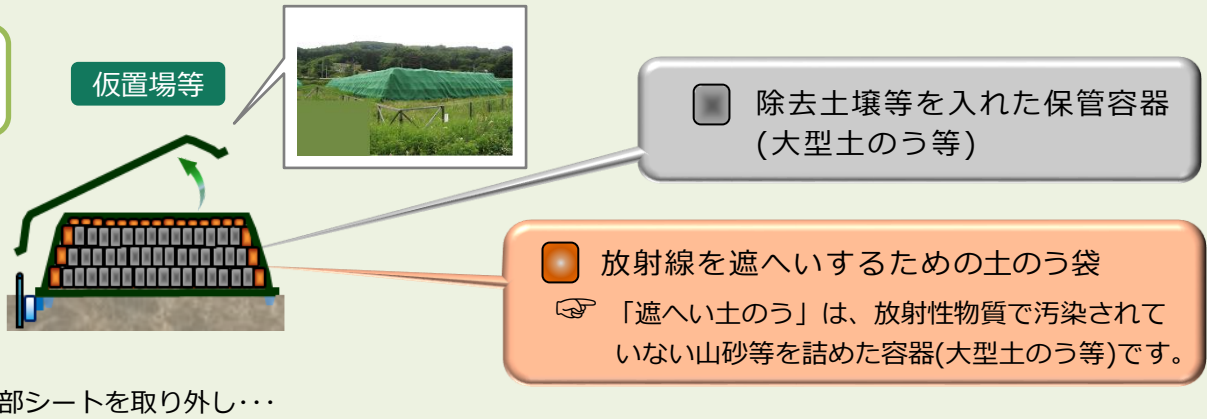 仮置場等
除去土壌等を入れた保管容器
(大型土のう等)
放射線を遮へいするための土のう袋
☞ 「遮へい土のう」は、放射性物質で汚染されて
いない山砂等を詰めた容器(大型土のう等)です。
部シートを取り外し･･･